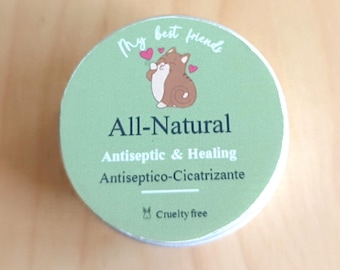 My best friends
All-Natural
Antiseptic & Healing
Antiseptico-Cicatrizante
Cruelty free